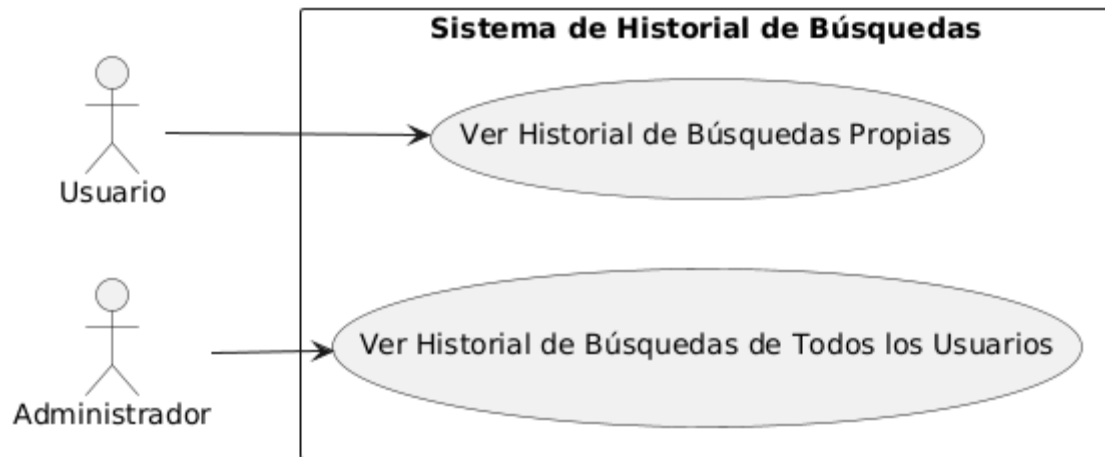 Sistema de Historial de Búsquedas
Ver Historial de Búsquedas Propias
Usuario
Ver Historial de Búsquedas de Todos los Usuarios
Administrador